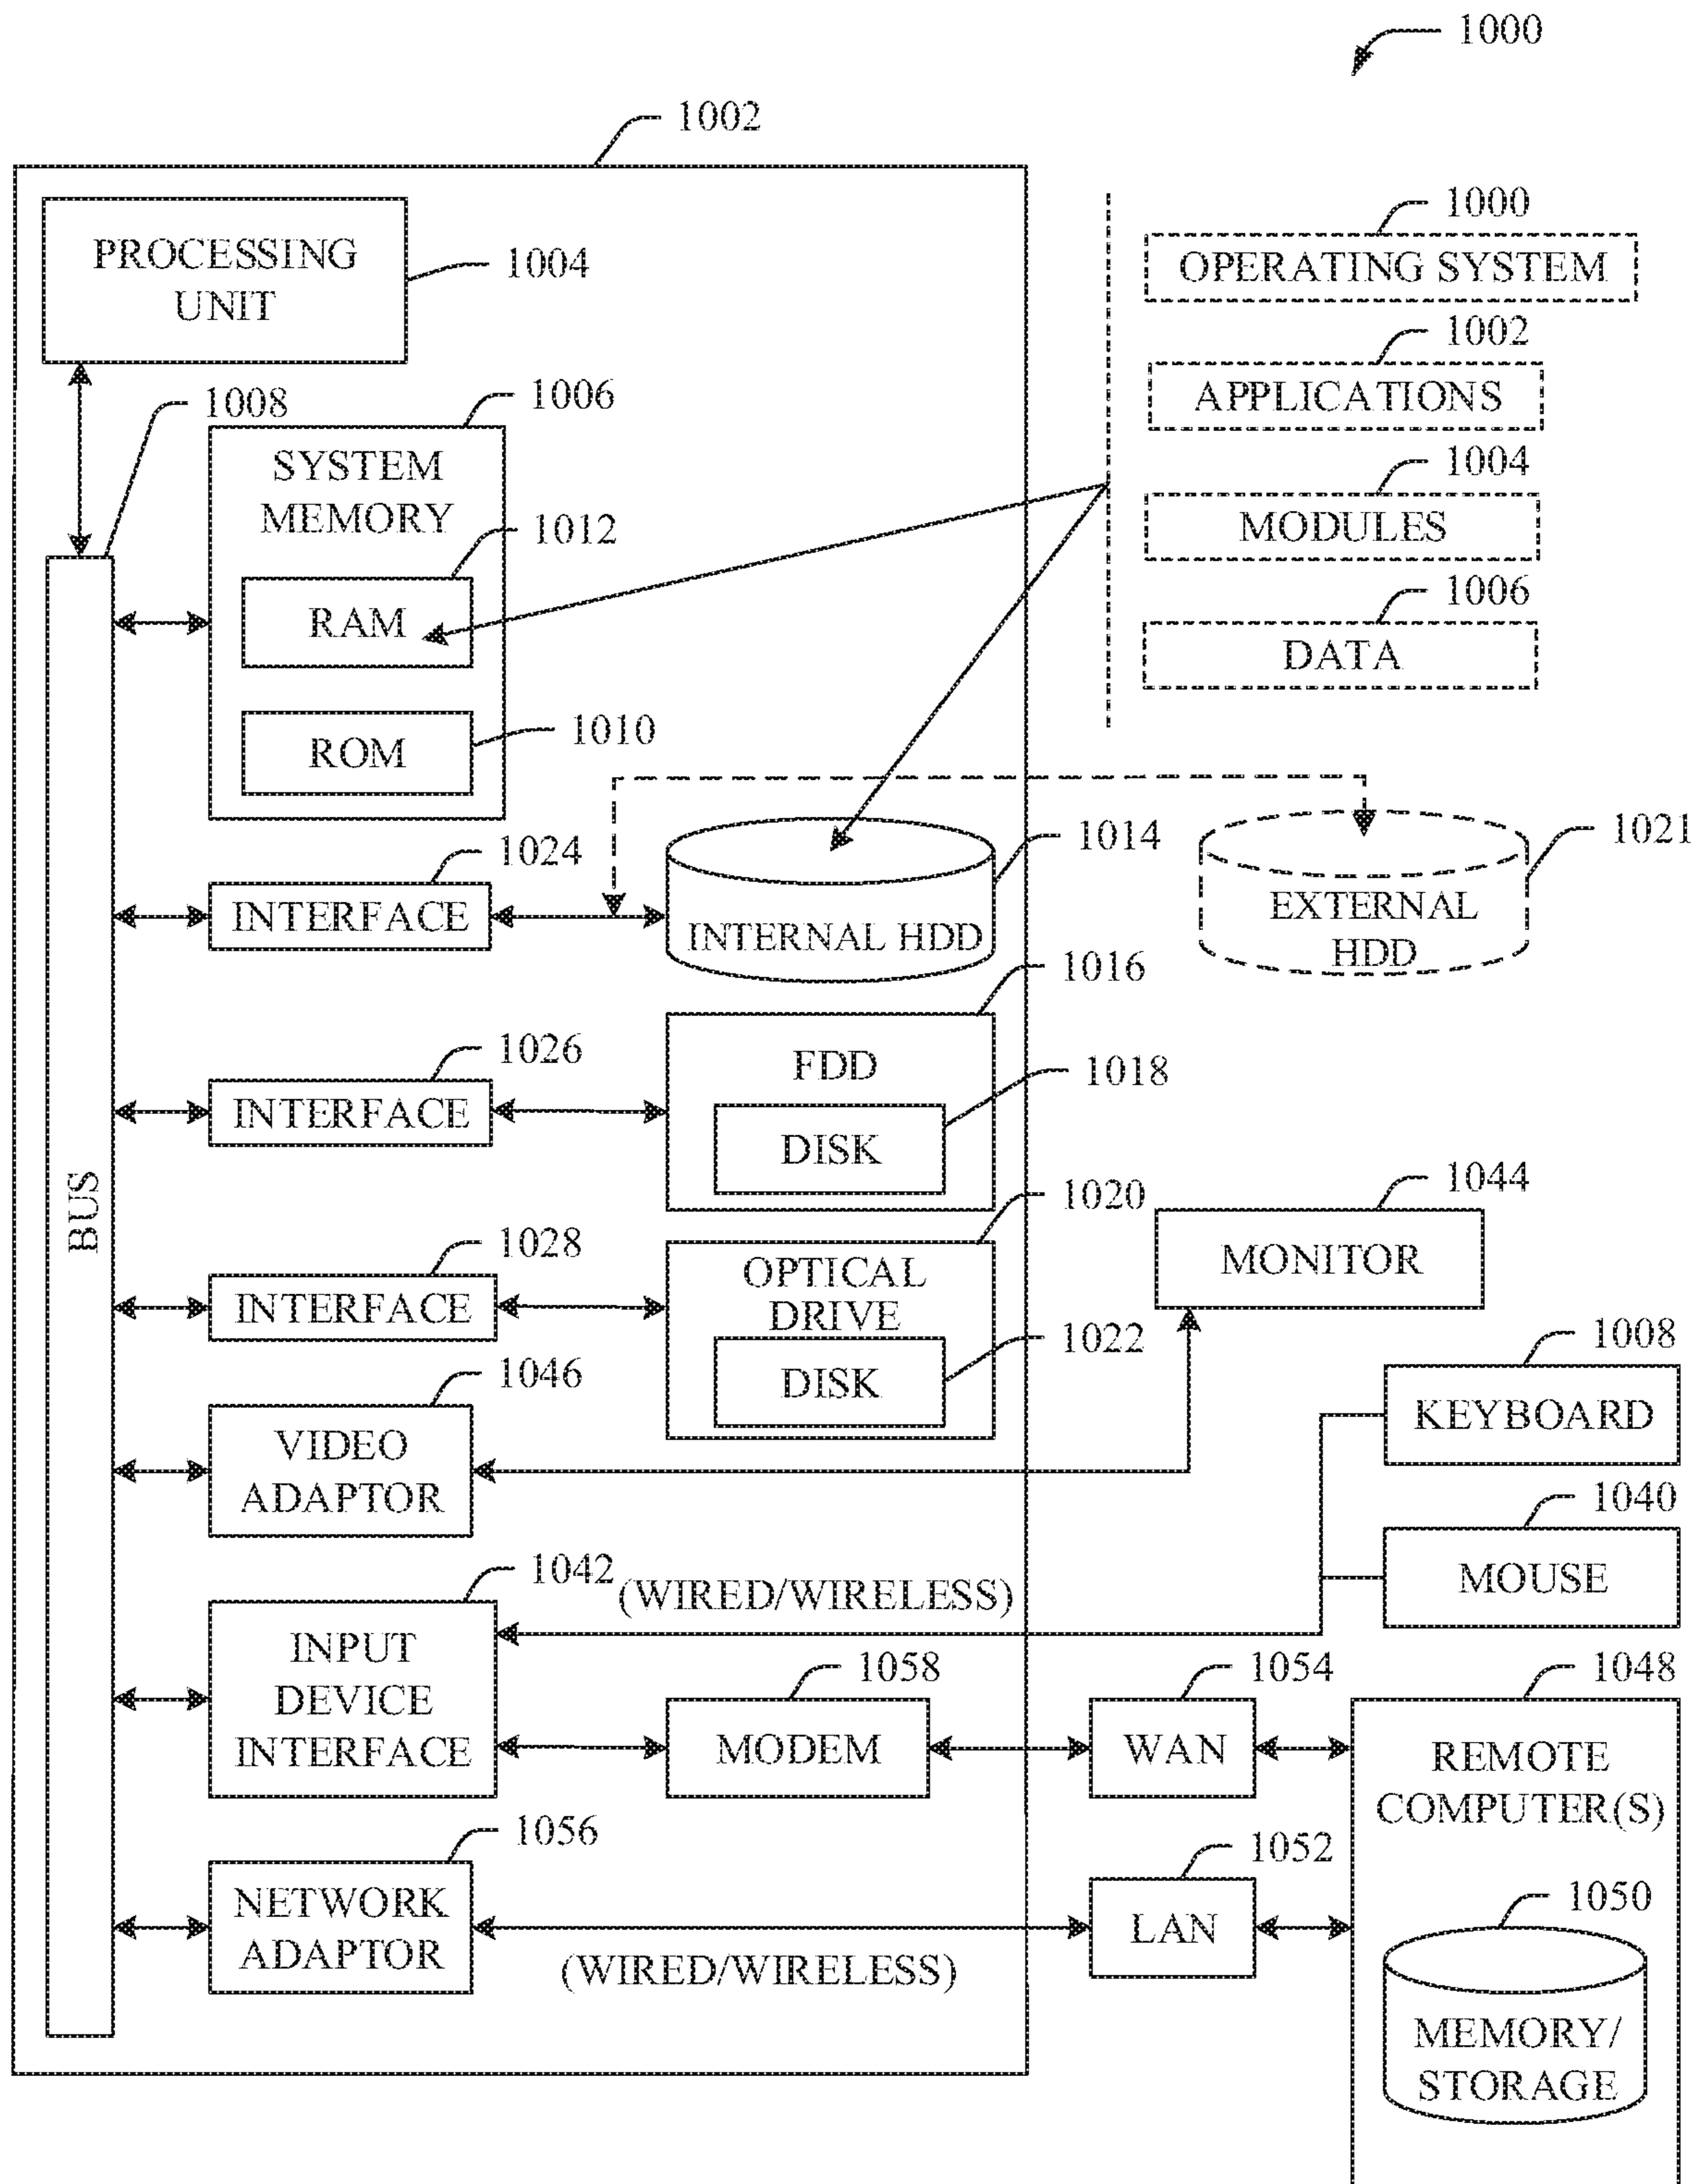 1000
1002
PROCESSING
UNIT
1004
1000
OPERATING SYSTEM
1002
APPLICATIONS
1004
MODULES
1006
DATA
1008
1006
SYSTEM
MEMORY
1012
RAM
1010
ROM
BUS
1024
INTERFACE
1014
INTERNAL HDD
1021
EXTERNAL
HDD
1026
INTERFACE
1016
FDD
1018
DISK
1028
INTERFACE
1020
OPTICAL
DRIVE
1022
DISK
1044
MONITOR
1046
VIDEO
ADAPTOR
1008
KEYBOARD
1040
MOUSE
1042
(WIRED/WIRELESS)
INPUT
DEVICE
INTERFACE
1058
MODEM
1054
WAN
1048
REMOTE
COMPUTER(S)
1056
NETWORK
ADAPTOR
(WIRED/WIRELESS)
1052
LAN
1050
MEMORY/
STORAGE